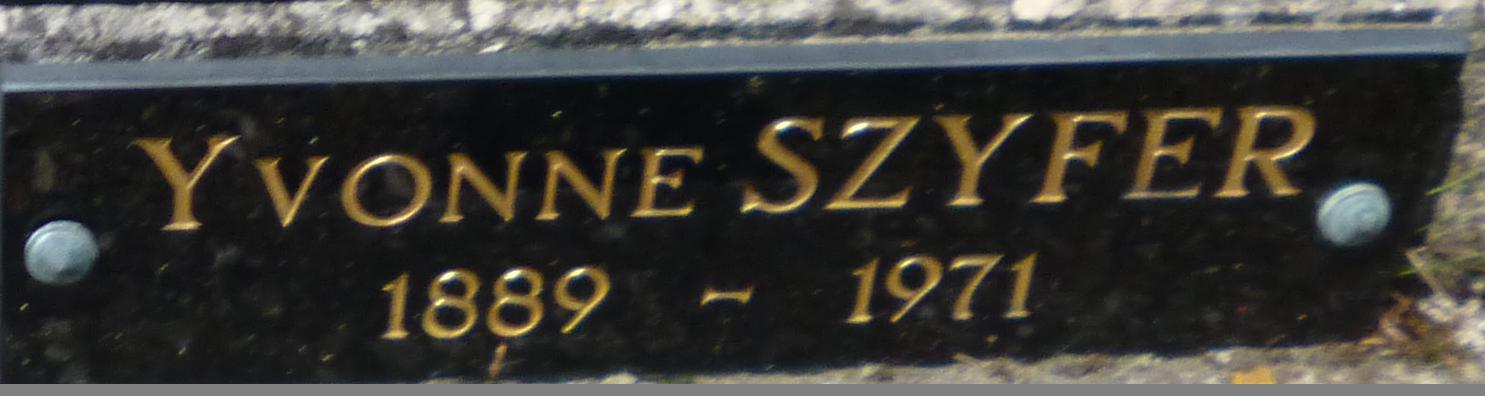 Yvonne SZYFER
1889 - 1971